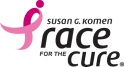 SUSAN G. KOMEN
race
FOR THE
cure®